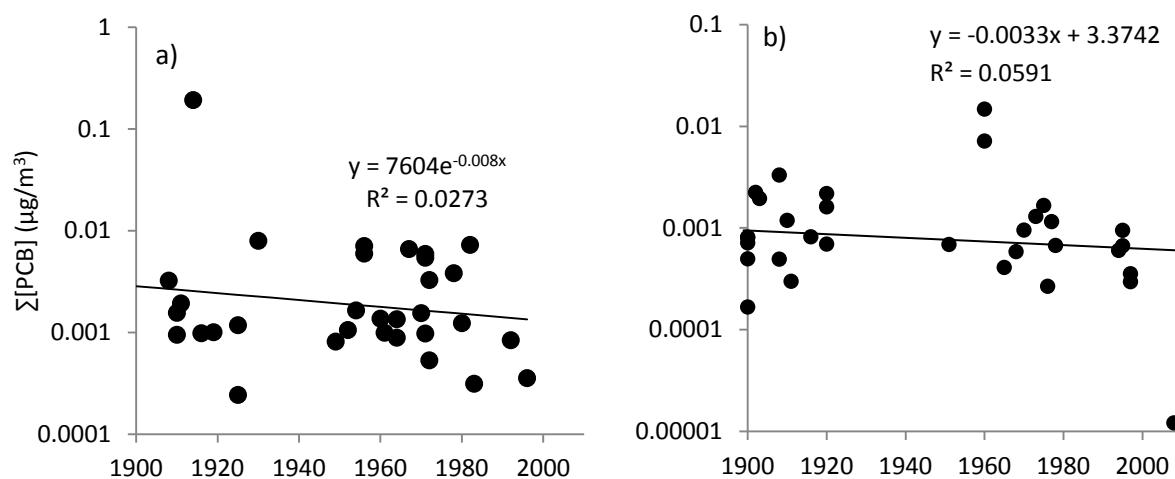 a)
y = 7604e^-0.008x
R² = 0.0273
∑[PCB] (µg/m³)
1
0.1
0.01
0.001
0.0001
1900 1920 1940 1960 1980 2000
b)
y = -0.0033x + 3.3742
R² = 0.0591
0.1
0.01
0.001
0.0001
0.00001
1900 1920 1940 1960 1980 2000